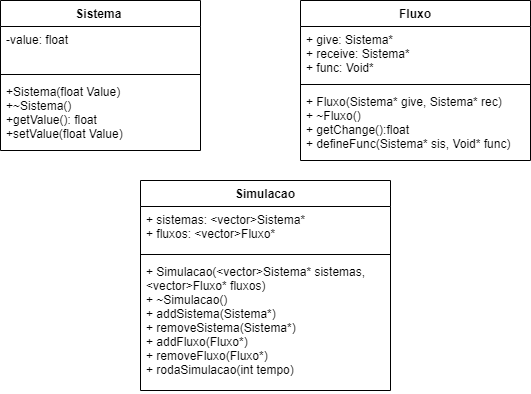 Sistema
-value: float
+Sistema(float Value)
+~Sistema()
+getValue(): float
+setValue(float Value)
Fluxo
+ give: Sistema*
+ receive: Sistema*
+ func: Void*
+ Fluxo(Sistema* give, Sistema* rec)
+ ~Fluxo()
+ getChange():float
+ defineFunc(Sistema* sis, Void* func)
Simulacao
+ sistemas: <vector>Sistema*
+ fluxos: <vector>Fluxo*
+ Simulacao(<vector>Sistema* sistemas,
<vector>Fluxo* fluxos)
+ ~Simulacao()
+ addSistema(Sistema*)
+ removeSistema(Sistema*)
+ addFluxo(Fluxo*)
+ removeFluxo(Fluxo*)
+ rodaSimulacao(int tempo)